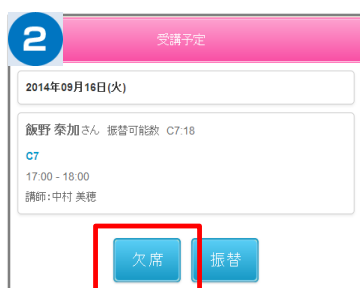 2
受講予定
2014年09月16日(火)
飯野 泰加さん 振替可能数 C7:18
C7
17:00 - 18:00
講師:中村 美穂
欠席 振替